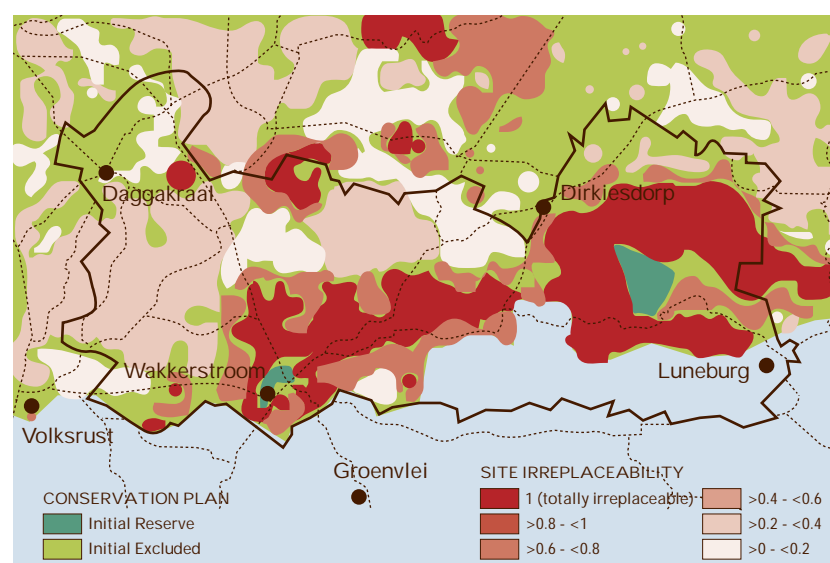 Daggakraal
Dirkiesdorp
Wakkerstroom
Luneburg
Volksrust
Groenvlei
CONSERVATION PLAN
Initial Reserve
Initial Excluded
SITE IRREPLACEABILITY
1 (totally irreplaceable)
>0.8 - <1
>0.6 - <0.8
>0.4 - <0.6
>0.2 - <0.4
>0 - <0.2